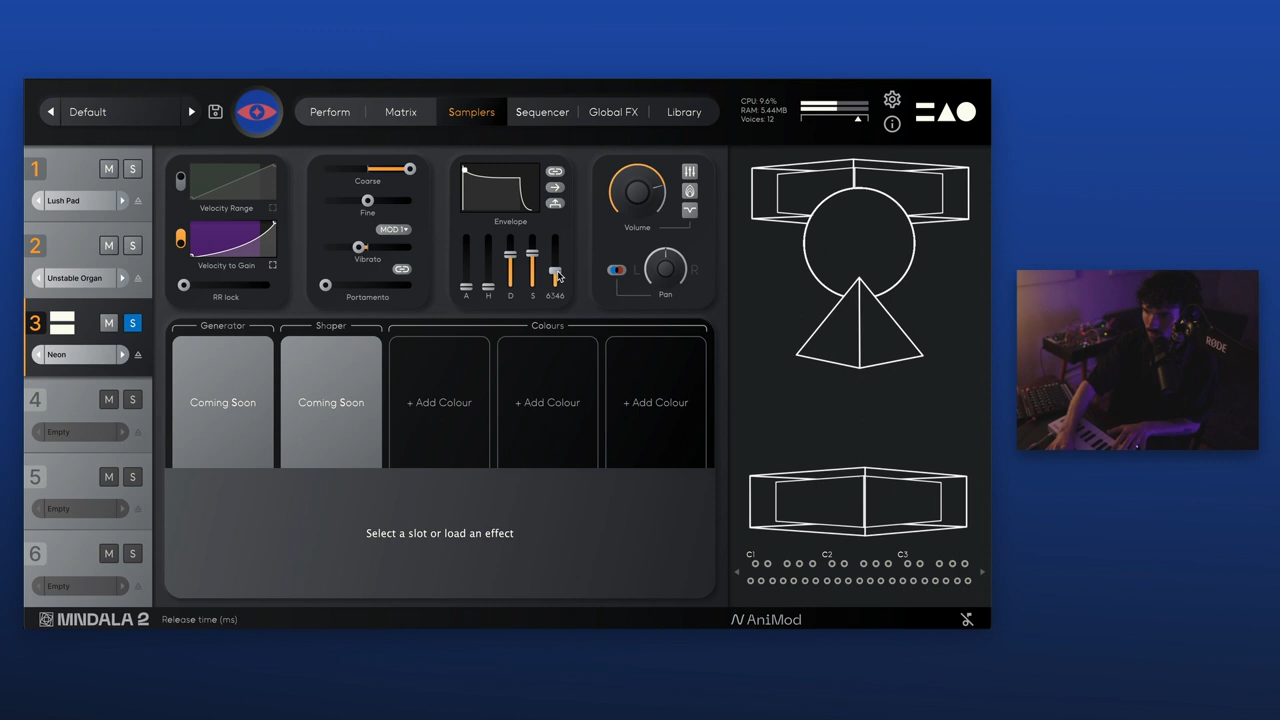 Default
Perform
Matrix
Samplers
Sequencer
Global FX
Library
CPU: 9.6%
RAM: 5.44MB
Voices: 12
1
M
S
Lush Pad
2
M
S
Unstable Organ
3
M
S
Neon
4
M
S
Empty
5
M
S
Empty
6
M
S
Empty
Velocity Range
Velocity to Gain
RR lock
Coarse
Fine
MOD 1
Vibrato
Portamento
Envelope
A H D S 6346
Volume
L R
Pan
Generator
Shaper
Colours
Coming Soon
Coming Soon
+ Add Colour
+ Add Colour
+ Add Colour
Select a slot or load an effect
C1 C2 C3
MNDALA 2
Release time (ms)
AniMod
RØDE